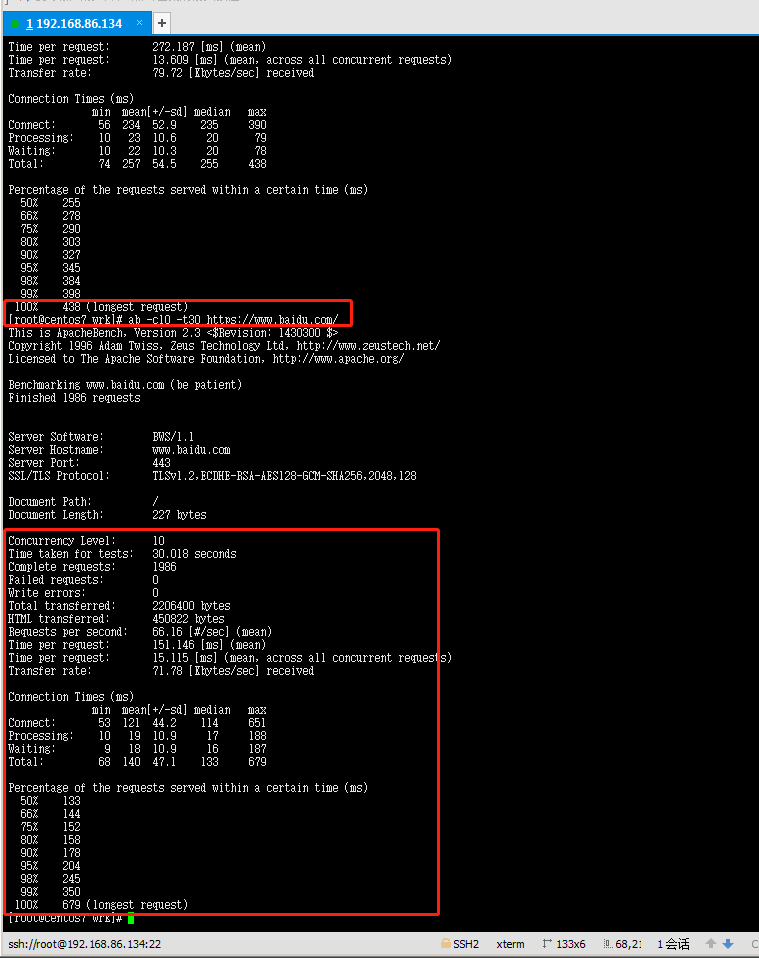 1 192.168.86.134 × +
Time per request: 272.187 [ms] (mean)
Time per request: 13.609 [ms] (mean, across all concurrent requests)
Transfer rate: 79.72 [Kbytes/sec] received
Connection Times (ms)
min mean[+/-sd] median max
Connect: 56 234 52.9 235 390
Processing: 10 23 10.6 20 79
Waiting: 10 22 10.3 20 78
Total: 74 257 54.5 255 438
Percentage of the requests served within a certain time (ms)
50% 255
66% 278
75% 290
80% 303
90% 327
95% 345
98% 384
99% 398
100% 438 (longest request)
[root@centos7 wrk]# ab -c10 -t30 https://www.baidu.com/
This is ApacheBench, Version 2.3 <$Revision: 1430300 $>
Copyright 1996 Adam Twiss, Zeus Technology Ltd, http://www.zeustech.net/
Licensed to The Apache Software Foundation, http://www.apache.org/
Benchmarking www.baidu.com (be patient)
Finished 1986 requests
Server Software: BWS/1.1
Server Hostname: www.baidu.com
Server Port: 443
SSL/TLS Protocol: TLSv1.2,ECDHE-RSA-AES128-GCM-SHA256,2048,128
Document Path: /
Document Length: 227 bytes
Concurrency Level: 10
Time taken for tests: 30.018 seconds
Complete requests: 1986
Failed requests: 0
Write errors: 0
Total transferred: 2206400 bytes
HTML transferred: 450822 bytes
Requests per second: 66.16 [#/sec] (mean)
Time per request: 151.146 [ms] (mean)
Time per request: 15.115 [ms] (mean, across all concurrent requests)
Transfer rate: 71.78 [Kbytes/sec] received
Connection Times (ms)
min mean[+/-sd] median max
Connect: 53 121 44.2 114 651
Processing: 10 19 10.9 17 188
Waiting: 9 18 10.9 16 187
Total: 68 140 47.1 133 679
Percentage of the requests served within a certain time (ms)
50% 133
66% 144
75% 152
80% 158
90% 178
95% 204
98% 245
99% 350
100% 679 (longest request)
[root@centos7 wrk]#
ssh://root@192.168.86.134:22 SSH2 xterm 133x6 68,21 1 会话